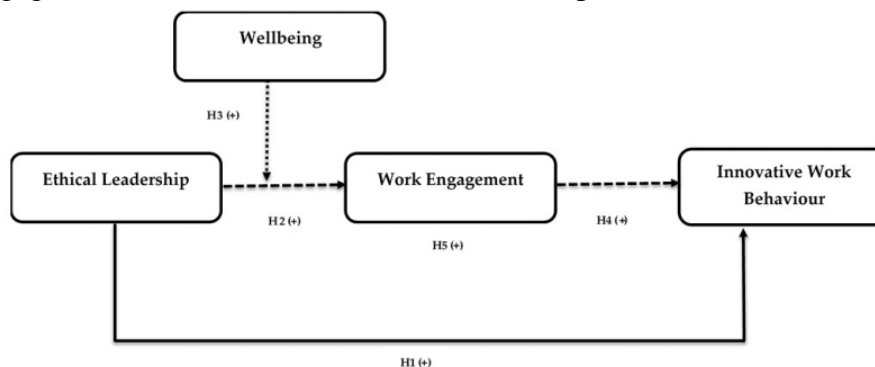 Wellbeing
H3 (+)
Ethical Leadership
Work Engagement
Innovative Work
Behaviour
H2 (+)
H4 (+)
H5 (+)
H1 (+)